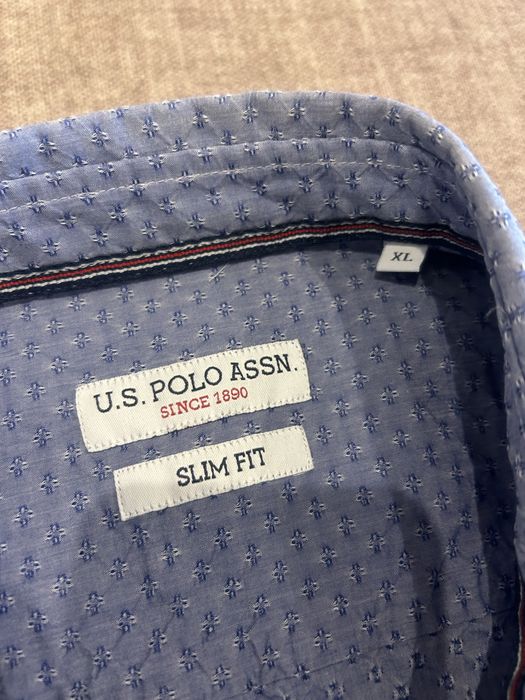 XL
U.S. POLO ASSN.
SINCE 1890
SLIM FIT